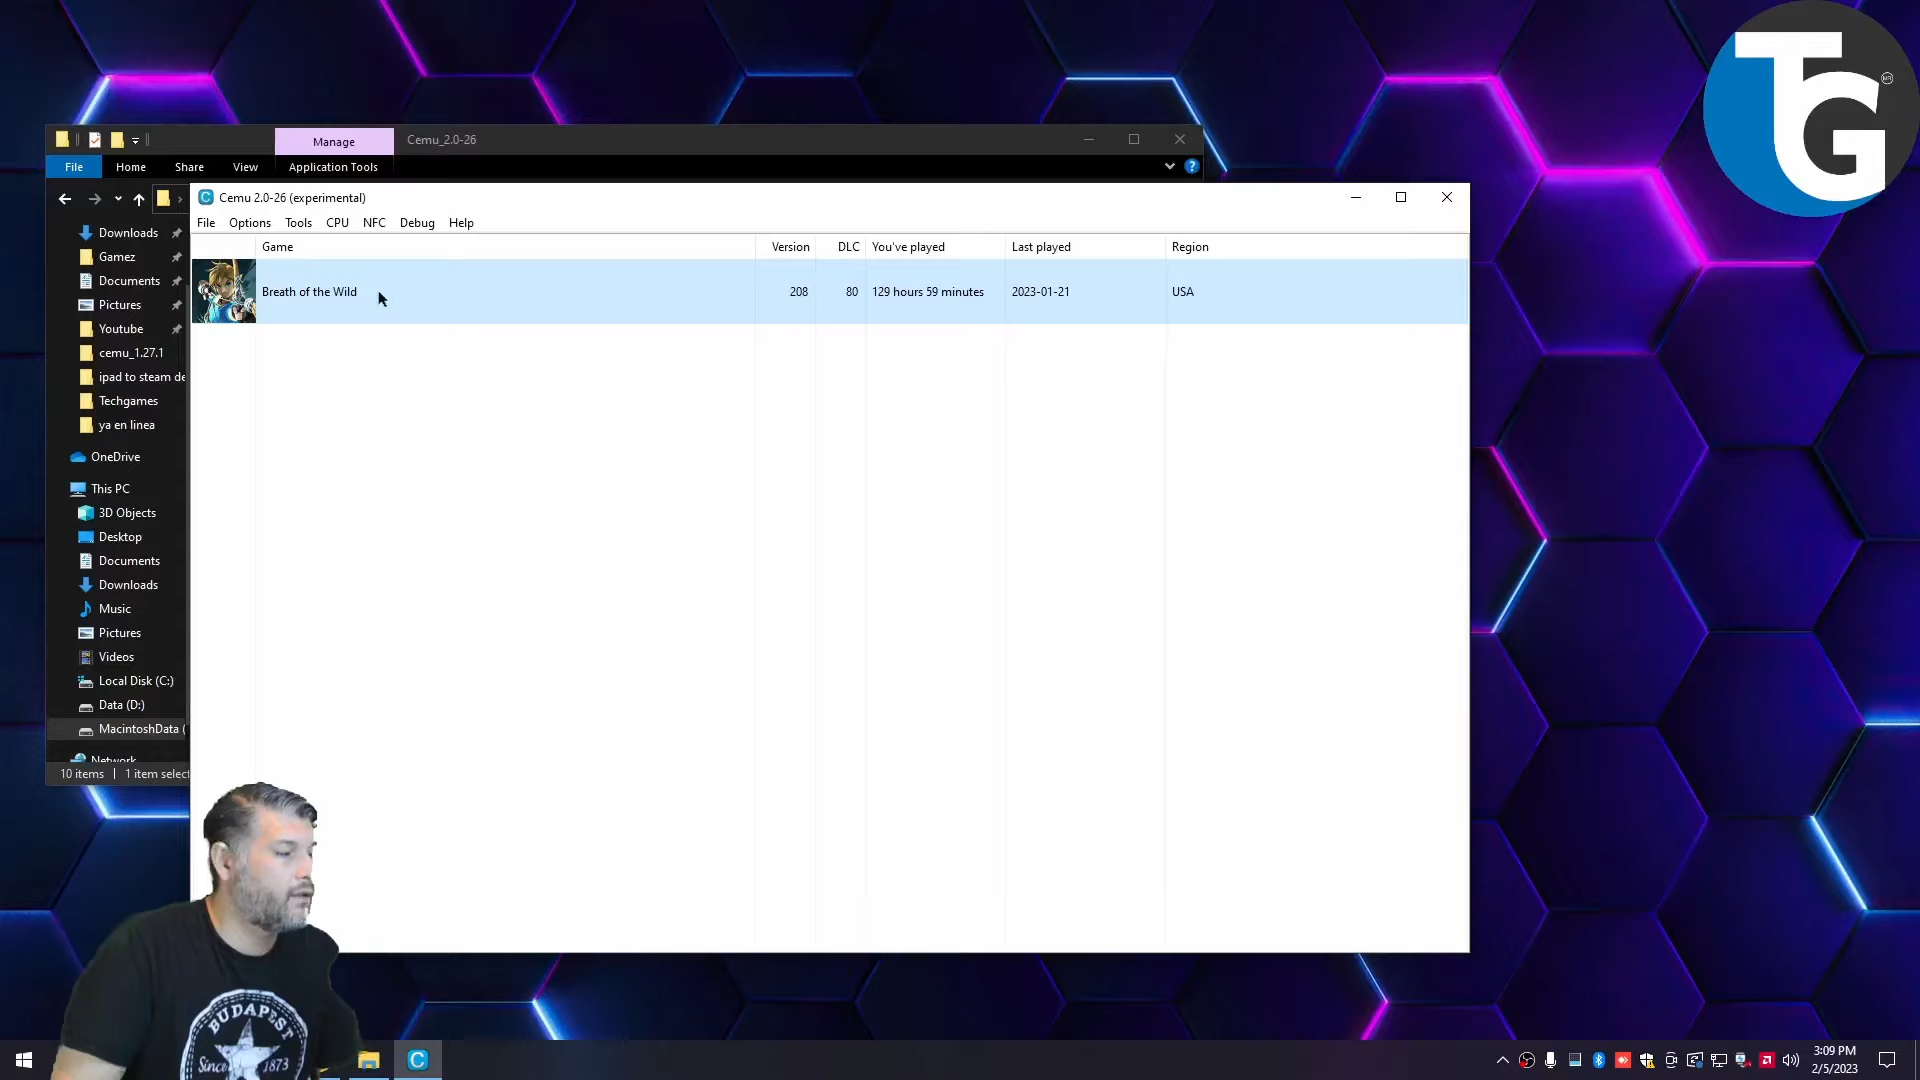 TG
MR
Manage
Cemu_2.0-26
File Home Share View Application Tools
Cemu 2.0-26 (experimental)
File Options Tools CPU NFC Debug Help
Game Version DLC You've played Last played Region
Breath of the Wild 208 80 129 hours 59 minutes 2023-01-21 USA
Downloads
Gamez
Documents
Pictures
Youtube
cemu_1.27.1
ipad to steam de
Techgames
ya en linea
OneDrive
This PC
3D Objects
Desktop
Documents
Downloads
Music
Pictures
Videos
Local Disk (C:)
Data (D:)
MacintoshData (
Network
10 items 1 item select
BUDAPEST
Since 1873
3:09 PM
2/5/2023